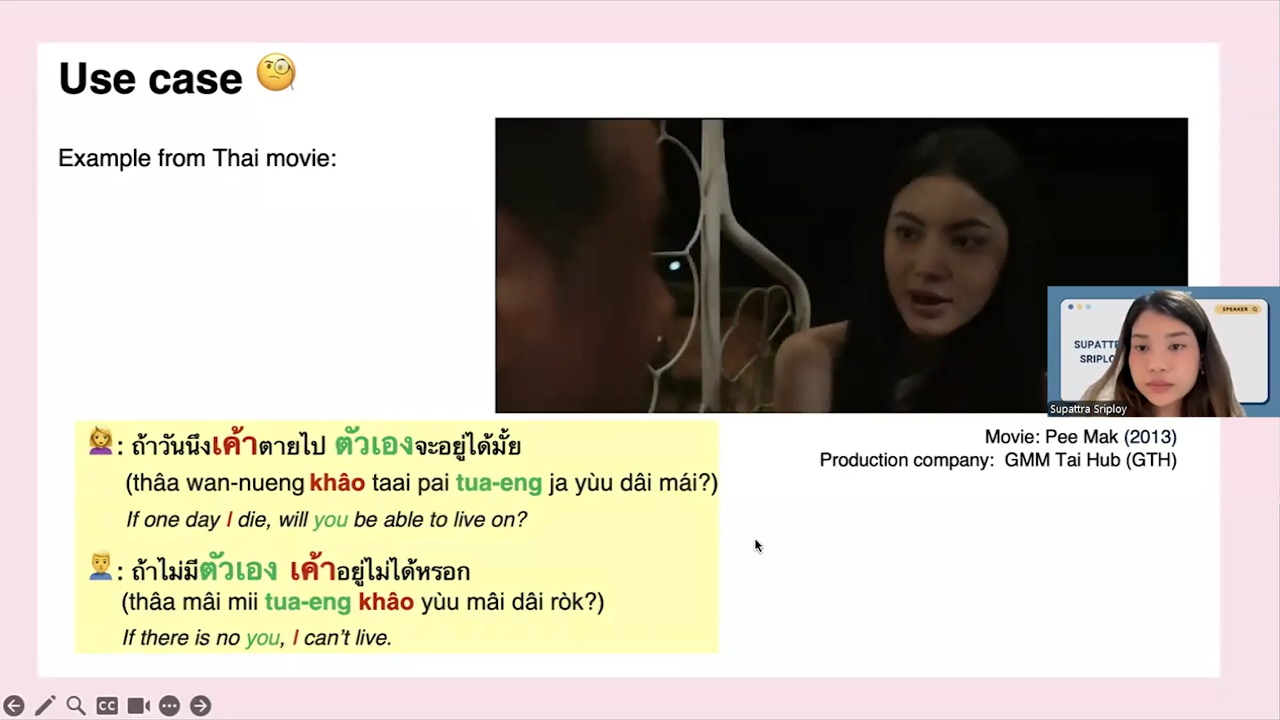 Use case
Example from Thai movie:
SPEAKER
SUPATT
SRIPLO
Supattra Sriploy
Movie: Pee Mak (2013)
Production company: GMM Tai Hub (GTH)
: ถ้าวันนึงเค้าตายไป ตัวเองจะอยู่ได้มั้ย
(thâa wan-nueng khâo taai pai tua-eng ja yùu dâi mái?)
If one day I die, will you be able to live on?
: ถ้าไม่มีตัวเอง เค้าอยู่ไม่ได้หรอก
(thâa mâi mii tua-eng khâo yùu mâi dâi ròk?)
If there is no you, I can't live.
CC